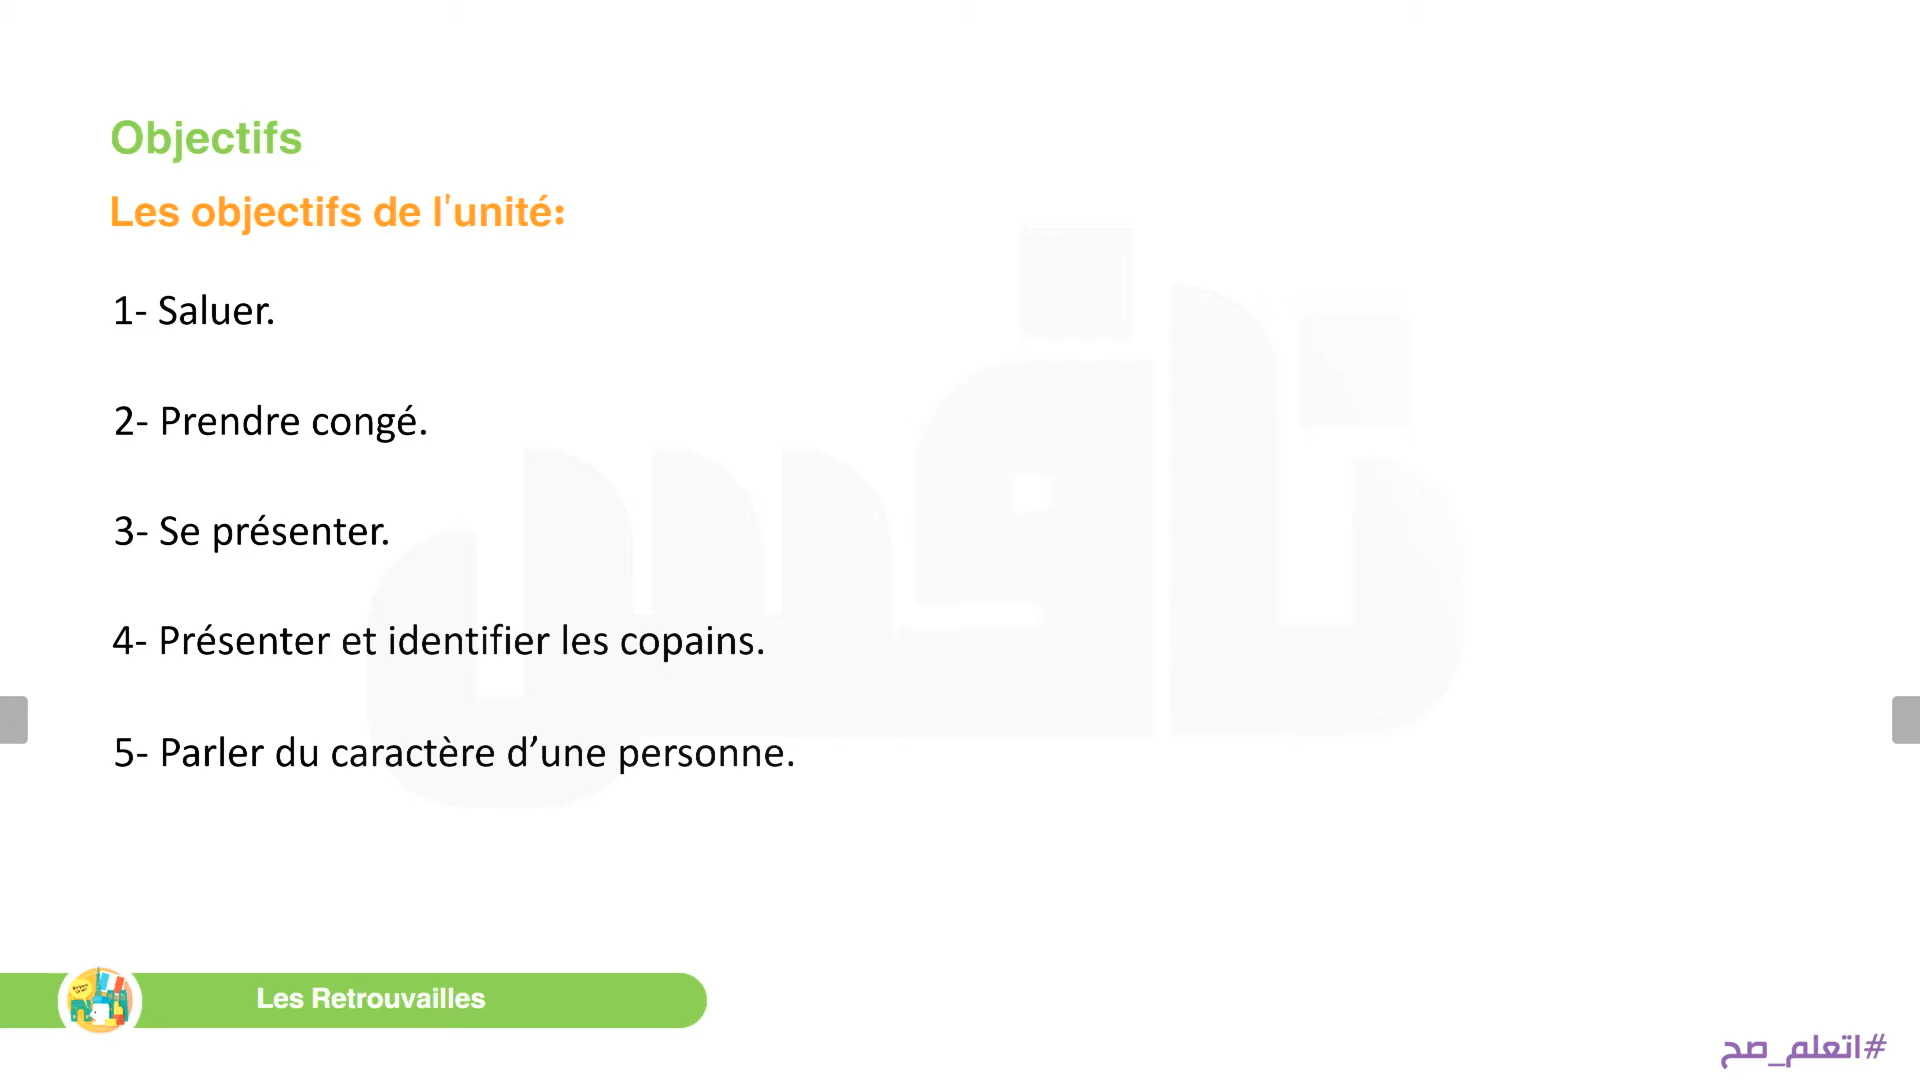 Objectifs
Les objectifs de l'unité:
1- Saluer.
2- Prendre congé.
3- Se présenter.
4- Présenter et identifier les copains.
5- Parler du caractère d’une personne.
نافس
Les Retrouvailles
#اتعلم_صح